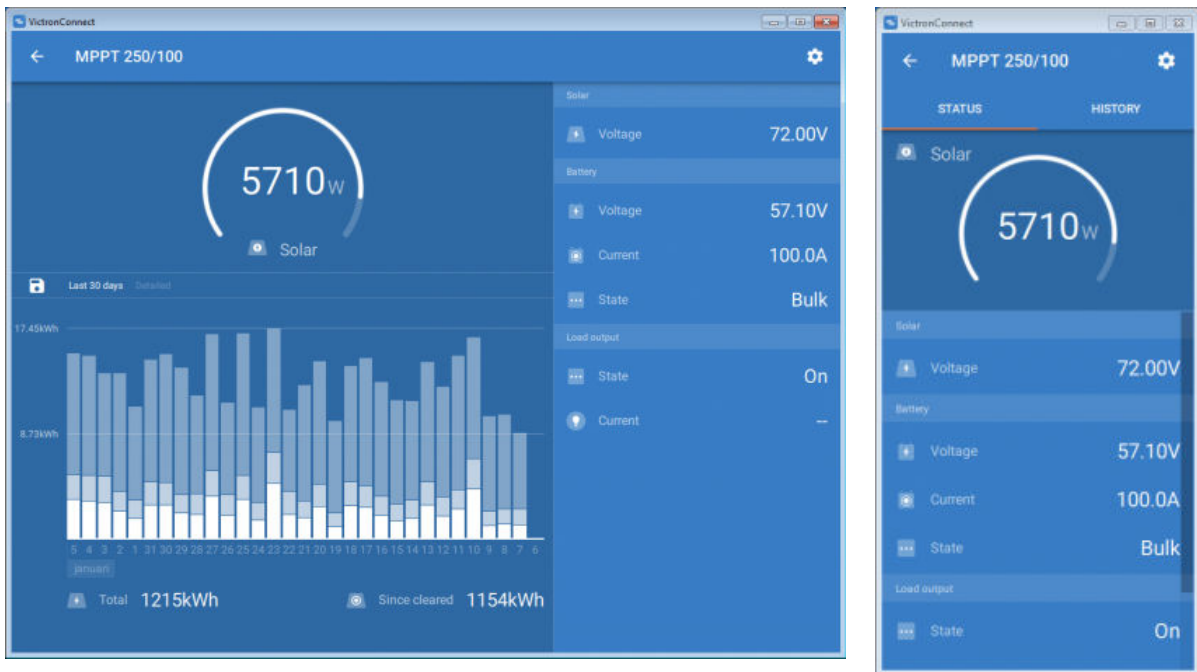 VictronConnect
MPPT 250/100
5710W
Solar
Last 30 days Detailed
17.45kWh
8.73kWh
5 4 3 2 1 31 30 29 28 27 26 25 24 23 22 21 20 19 18 17 16 15 14 13 12 11 10 9 8 7 6
januari
Total 1215kWh Since cleared 1154kWh
Solar
Voltage 72.00V
Battery
Voltage 57.10V
Current 100.0A
State Bulk
Load output
State On
Current --
VictronConnect
MPPT 250/100
STATUS HISTORY
Solar
5710W
Solar
Voltage 72.00V
Battery
Voltage 57.10V
Current 100.0A
State Bulk
Load output
State On